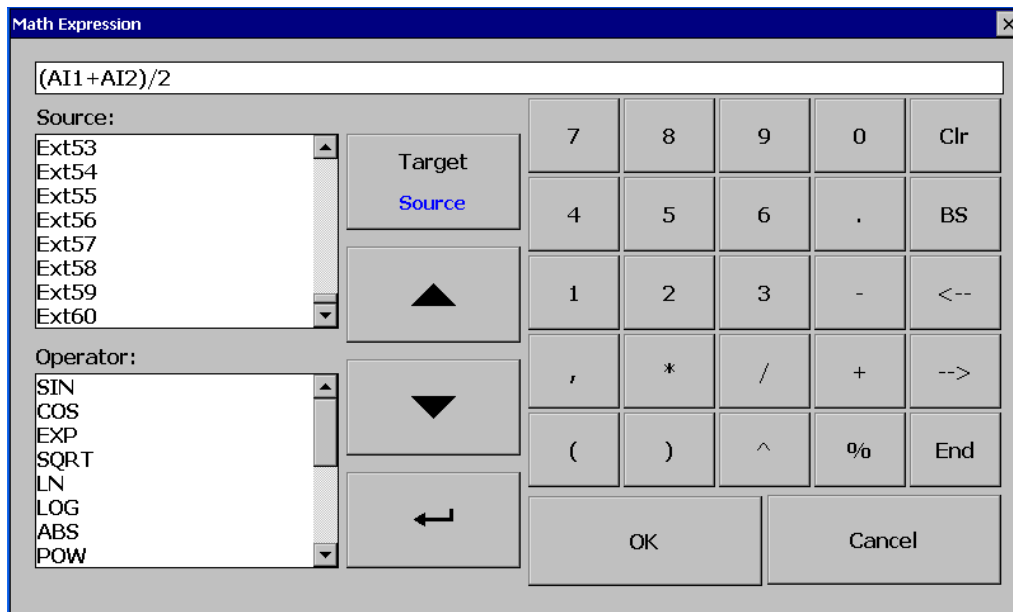 Math Expression
(AI1+AI2)/2
Source:
Ext53
Ext54
Ext55
Ext56
Ext57
Ext58
Ext59
Ext60
Operator:
SIN
COS
EXP
SQRT
LN
LOG
ABS
POW
Target
Source
7 8 9 0 Clr
4 5 6 . BS
1 2 3 - <--
, * / + -->
( ) ^ % End
OK Cancel